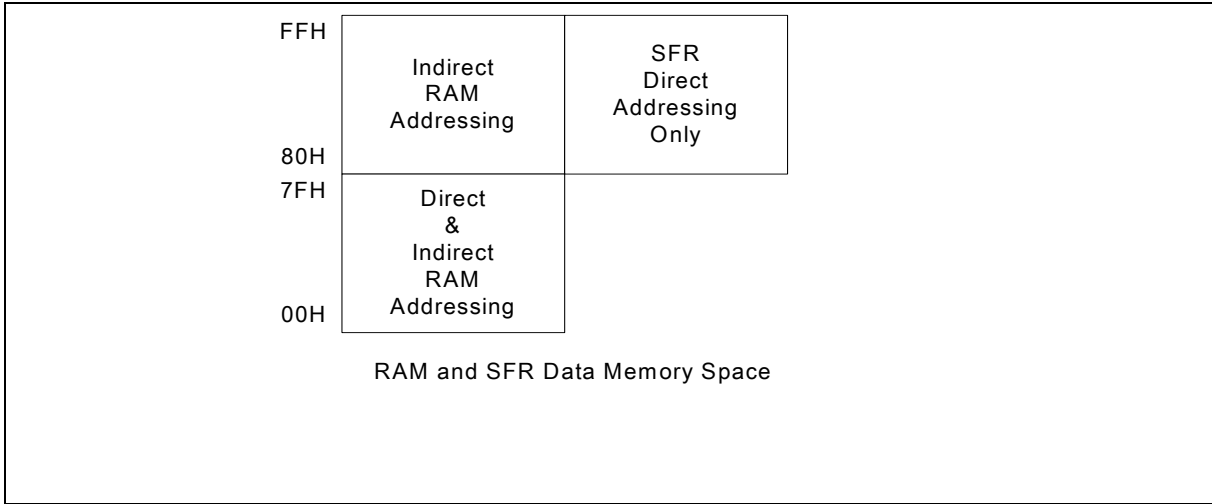 FFH
Indirect
RAM
Addressing
SFR
Direct
Addressing
Only
80H
7FH
Direct
&
Indirect
RAM
Addressing
00H
RAM and SFR Data Memory Space